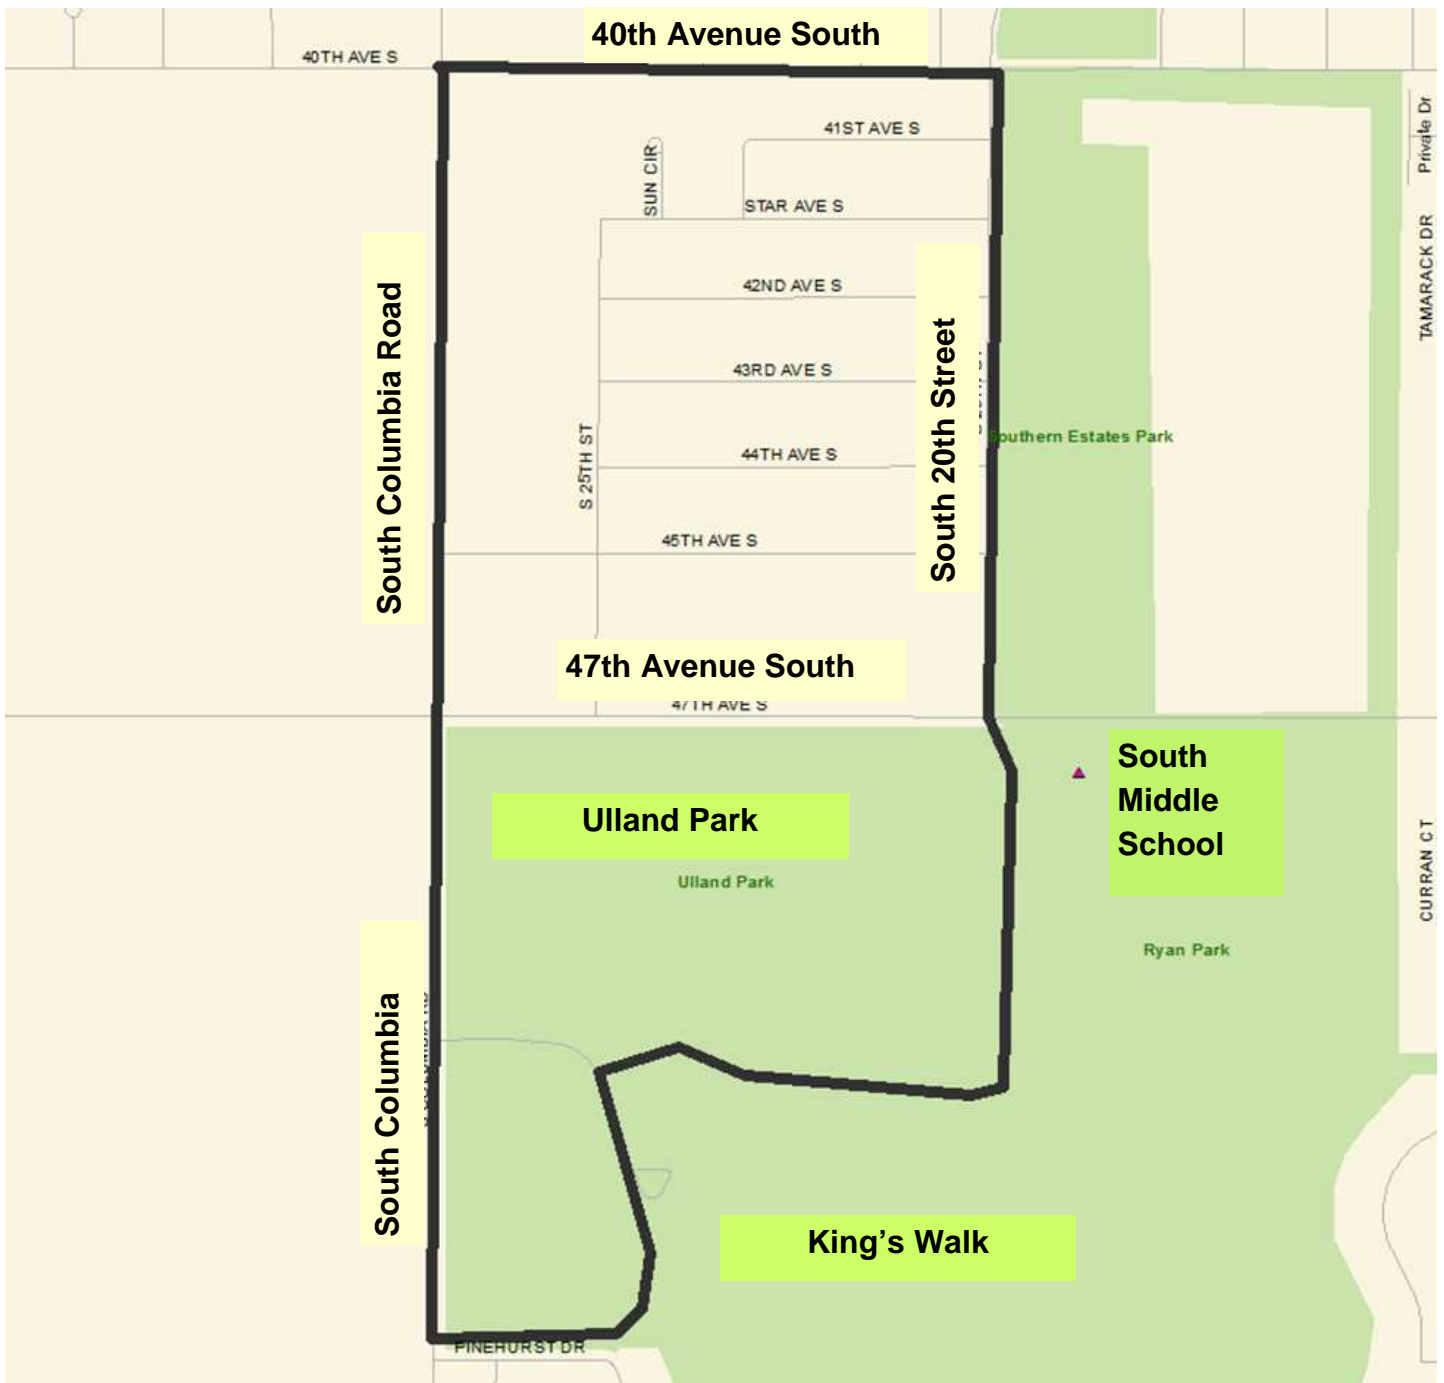 40th Avenue South
40TH AVE S
41ST AVE S
Private Dr
SUN CIR
STAR AVE S
TAMARACK DR
South Columbia Road
42ND AVE S
South 20th Street
43RD AVE S
S 25TH ST
Southern Estates Park
44TH AVE S
45TH AVE S
47th Avenue South
47TH AVE S
South
Middle
School
Ulland Park
Ulland Park
CURRAN CT
Ryan Park
South Columbia
King's Walk
PINEHURST DR